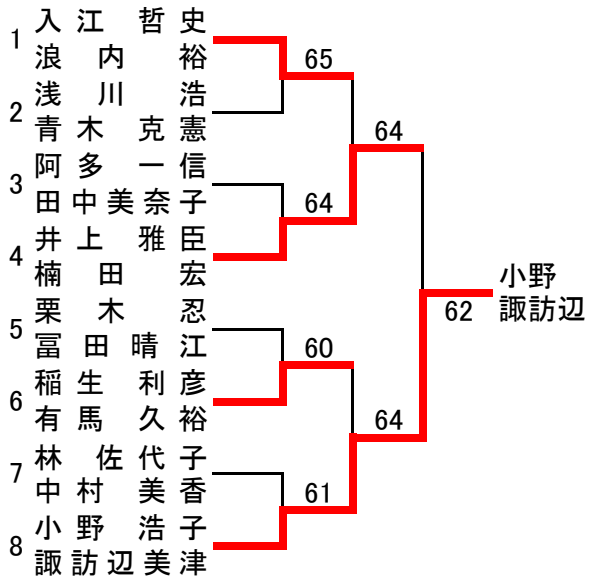 1 入江 哲史
浪内 裕
65
2 浅川 浩
青木 克憲
64
3 阿多 一信
田中美奈子
64
4 井上 雅臣
楠田 宏
小野
諏訪辺
62
5 栗木 忍
冨田晴江
60
6 稲生 利彦
有馬 久裕
64
7 林 佐代子
中村 美香
61
8 小野 浩子
諏訪辺美津